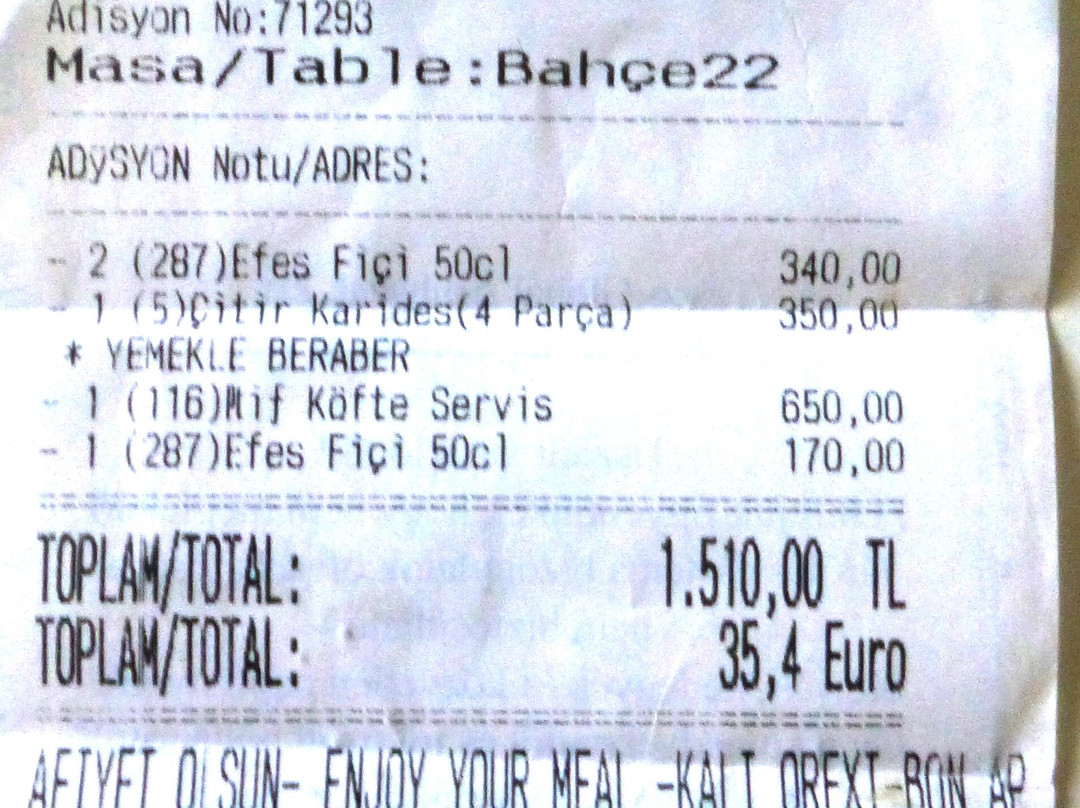 Adisyon No:71293
Masa/Table:Bahçe22
ADÿSYON Notu/ADRES:
- 2 (287)Efes Fiçi 50cl 340,00
- 1 (5)Çitir Karides(4 Parça) 350,00
* YEMEKLE BERABER
- 1 (116)Mif Köfte Servis 650,00
- 1 (287)Efes Fiçi 50cl 170,00
TOPLAM/TOTAL: 1.510,00 TL
TOPLAM/TOTAL: 35,4 Euro
AFIYET OLSUN- ENJOY YOUR MEAL -KALI OREXI-BON AP